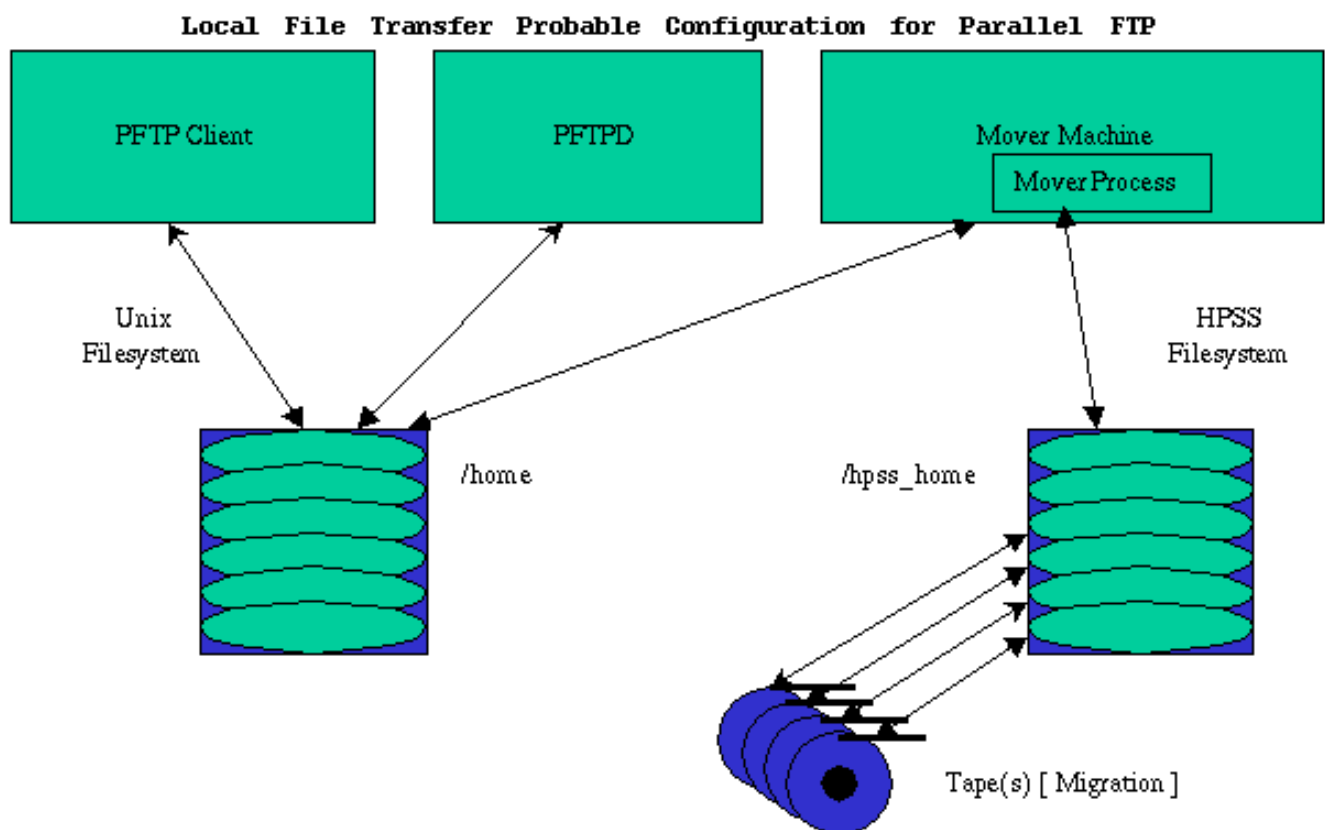 Local File Transfer Probable Configuration for Parallel FTP
PFTP Client
PFTPD
Mover Machine
Mover Process
Unix
Filesystem
HPSS
Filesystem
/home
/hpss_home
Tape(s) [ Migration ]